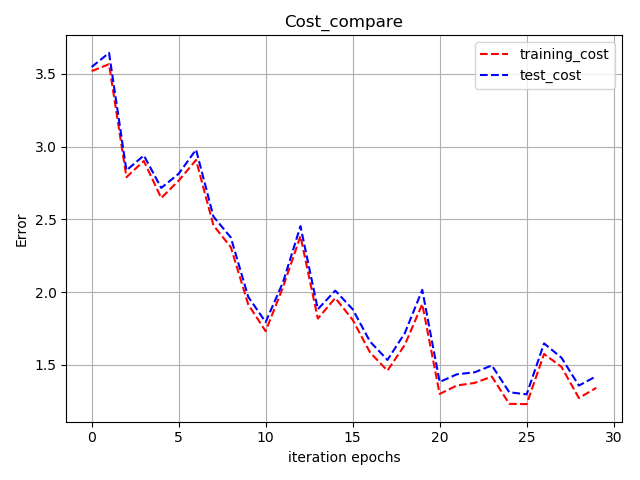 Cost_compare
training_cost
test_cost
Error
3.5
3.0
2.5
2.0
1.5
0 5 10 15 20 25 30
iteration epochs